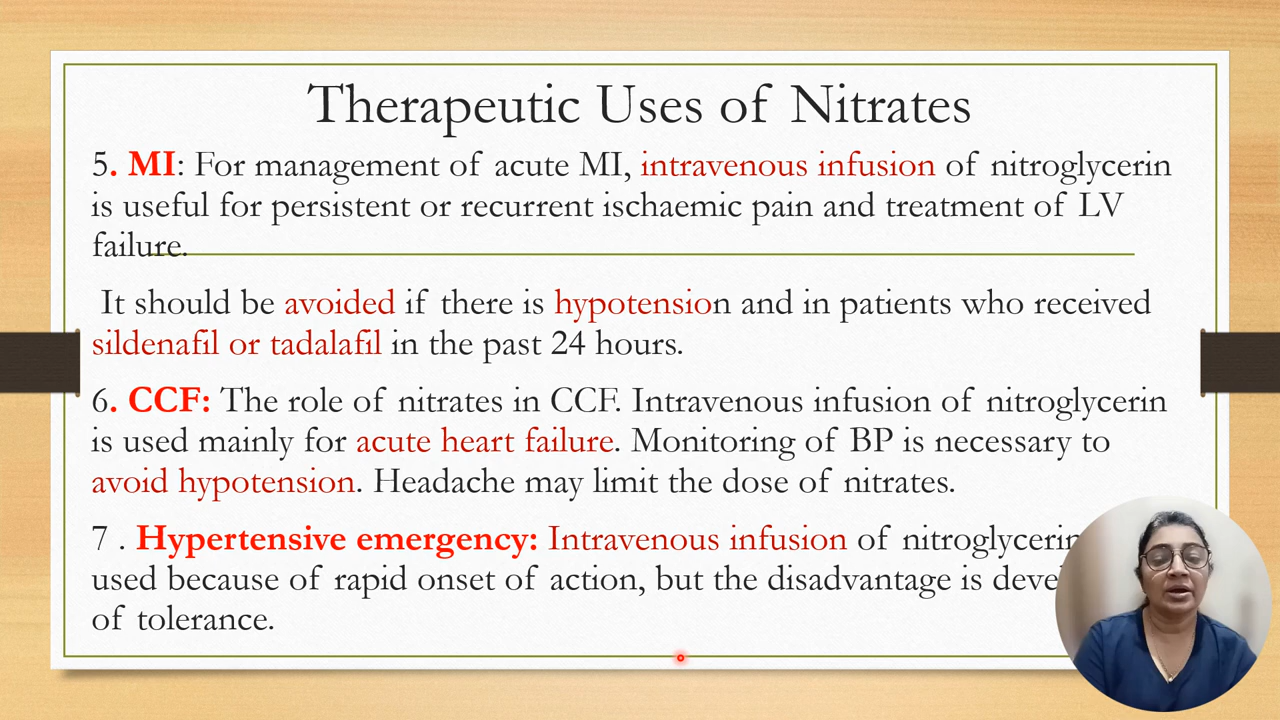 Therapeutic Uses of Nitrates
5. MI: For management of acute MI, intravenous infusion of nitroglycerin
is useful for persistent or recurrent ischaemic pain and treatment of LV
failure.
It should be avoided if there is hypotension and in patients who received
sildenafil or tadalafil in the past 24 hours.
6. CCF: The role of nitrates in CCF. Intravenous infusion of nitroglycerin
is used mainly for acute heart failure. Monitoring of BP is necessary to
avoid hypotension. Headache may limit the dose of nitrates.
7 . Hypertensive emergency: Intravenous infusion of nitroglycerin
used because of rapid onset of action, but the disadvantage is
of tolerance.